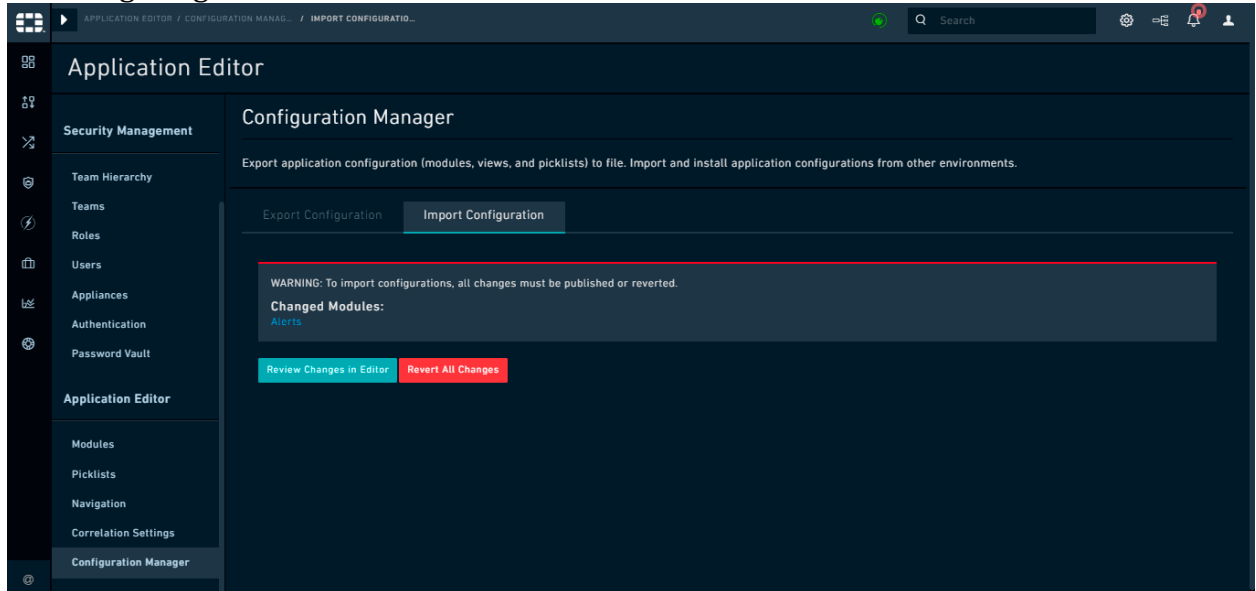 APPLICATION EDITOR / CONFIGURATION MANAG... / IMPORT CONFIGURATIO...
Search
Application Editor
Security Management
Team Hierarchy
Teams
Roles
Users
Appliances
Authentication
Password Vault
Application Editor
Modules
Picklists
Navigation
Correlation Settings
Configuration Manager
@
Configuration Manager
Export application configuration (modules, views, and picklists) to file. Import and install application configurations from other environments.
Export Configuration
Import Configuration
WARNING: To import configurations, all changes must be published or reverted.
Changed Modules:
Alerts
Review Changes in Editor
Revert All Changes